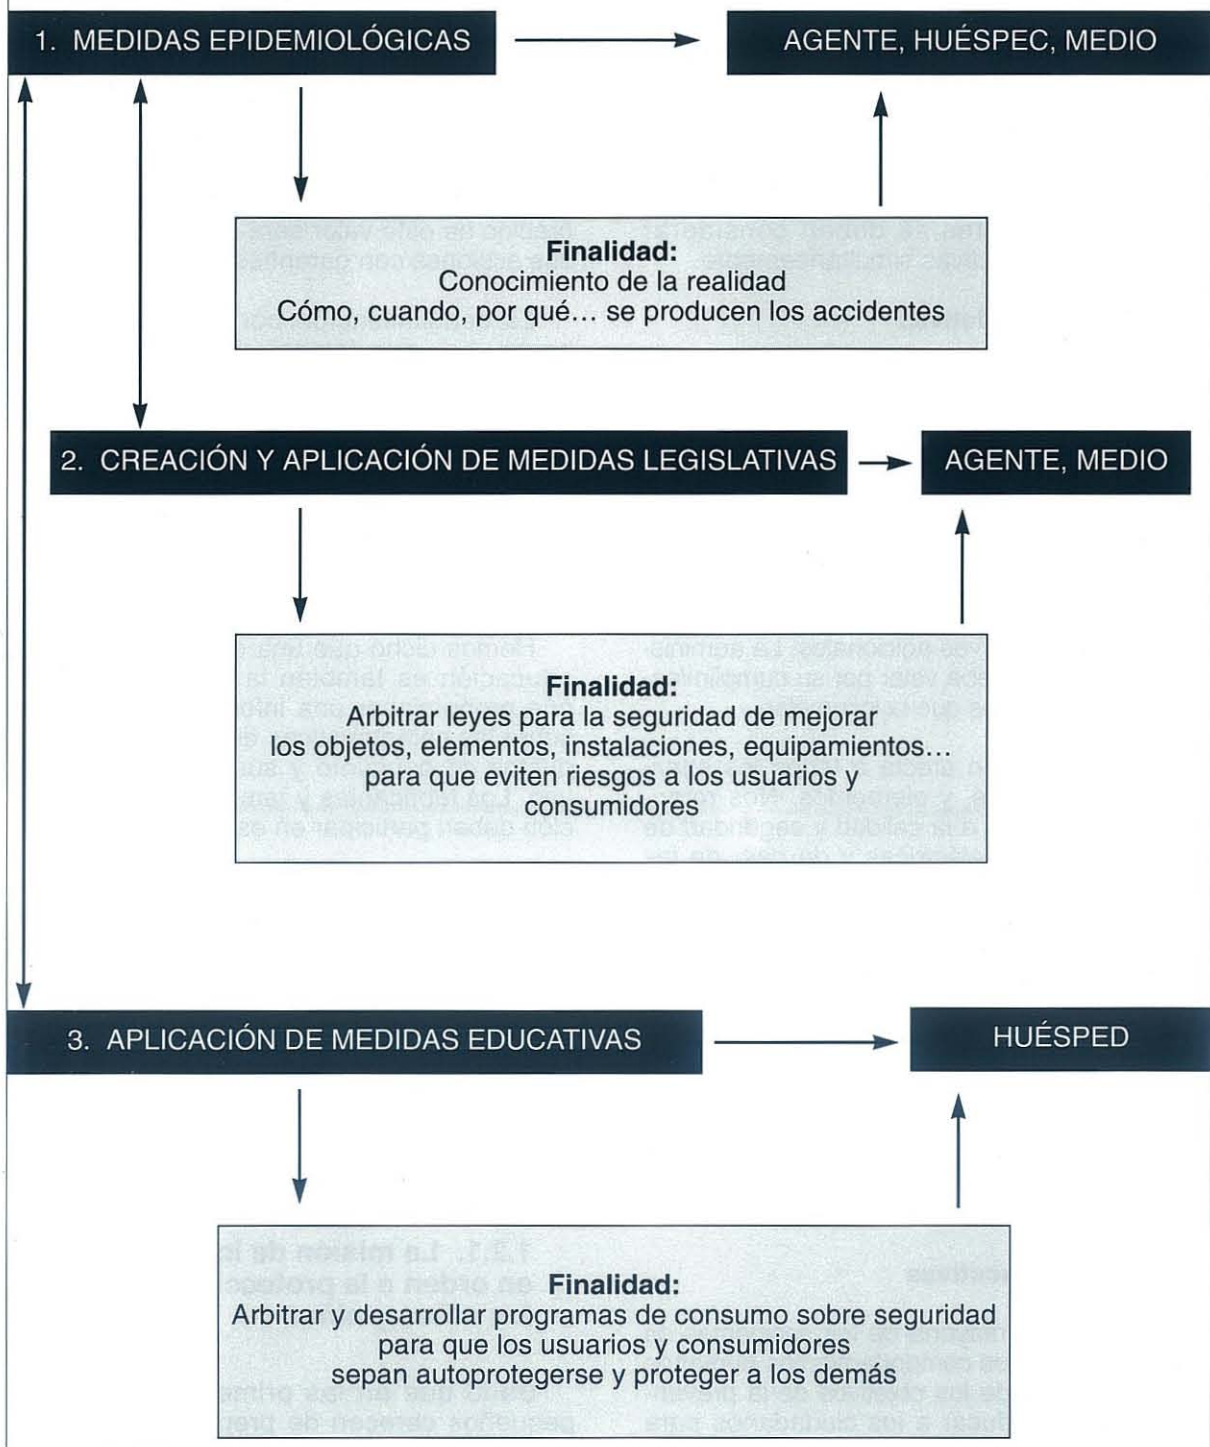 1. MEDIDAS EPIDEMIOLÓGICAS
AGENTE, HUÉSPEC, MEDIO
Finalidad:
Conocimiento de la realidad
Cómo, cuando, por qué… se producen los accidentes
2. CREACIÓN Y APLICACIÓN DE MEDIDAS LEGISLATIVAS
AGENTE, MEDIO
Finalidad:
Arbitrar leyes para la seguridad de mejorar
los objetos, elementos, instalaciones, equipamientos…
para que eviten riesgos a los usuarios y
consumidores
3. APLICACIÓN DE MEDIDAS EDUCATIVAS
HUÉSPED
Finalidad:
Arbitrar y desarrollar programas de consumo sobre seguridad
para que los usuarios y consumidores
sepan autoprotegerse y proteger a los demás